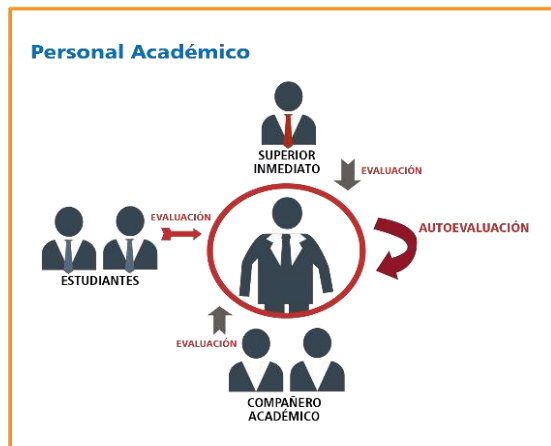 Personal Académico
SUPERIOR
INMEDIATO
EVALUACIÓN
EVALUACIÓN
AUTOEVALUACIÓN
ESTUDIANTES
EVALUACIÓN
COMPAÑERO
ACADÉMICO